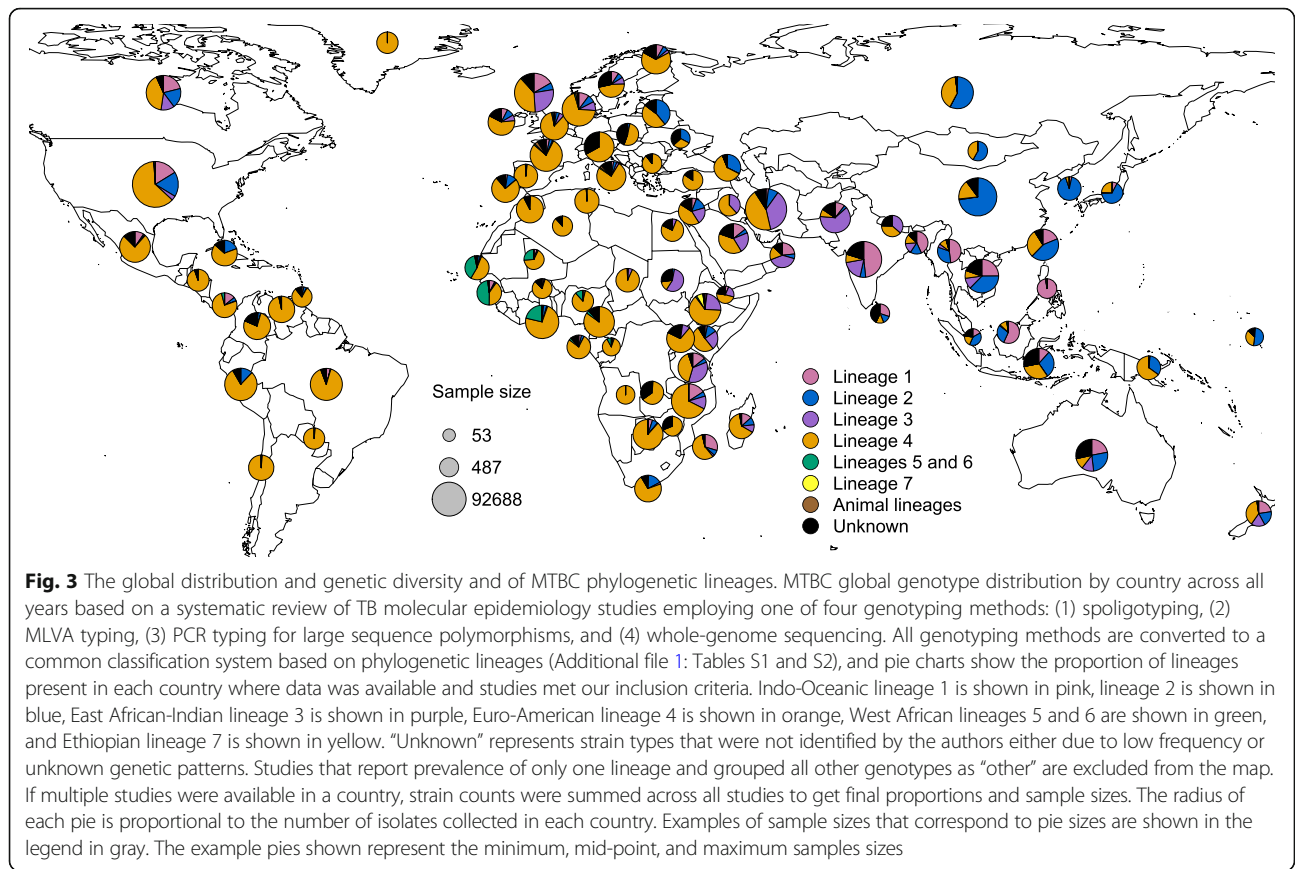 Sample size
53
487
92688
Lineage 1
Lineage 2
Lineage 3
Lineage 4
Lineages 5 and 6
Lineage 7
Animal lineages
Unknown
Fig. 3 The global distribution and genetic diversity and of MTBC phylogenetic lineages. MTBC global genotype distribution by country across all
years based on a systematic review of TB molecular epidemiology studies employing one of four genotyping methods: (1) spoligotyping, (2)
MLVA typing, (3) PCR typing for large sequence polymorphisms, and (4) whole-genome sequencing. All genotyping methods are converted to a
common classification system based on phylogenetic lineages (Additional file 1: Tables S1 and S2), and pie charts show the proportion of lineages
present in each country where data was available and studies met our inclusion criteria. Indo-Oceanic lineage 1 is shown in pink, lineage 2 is shown in
blue, East African-Indian lineage 3 is shown in purple, Euro-American lineage 4 is shown in orange, West African lineages 5 and 6 are shown in green,
and Ethiopian lineage 7 is shown in yellow. “Unknown” represents strain types that were not identified by the authors either due to low frequency or
unknown genetic patterns. Studies that report prevalence of only one lineage and grouped all other genotypes as “other” are excluded from the map.
If multiple studies were available in a country, strain counts were summed across all studies to get final proportions and sample sizes. The radius of
each pie is proportional to the number of isolates collected in each country. Examples of sample sizes that correspond to pie sizes are shown in the
legend in gray. The example pies shown represent the minimum, mid-point, and maximum samples sizes